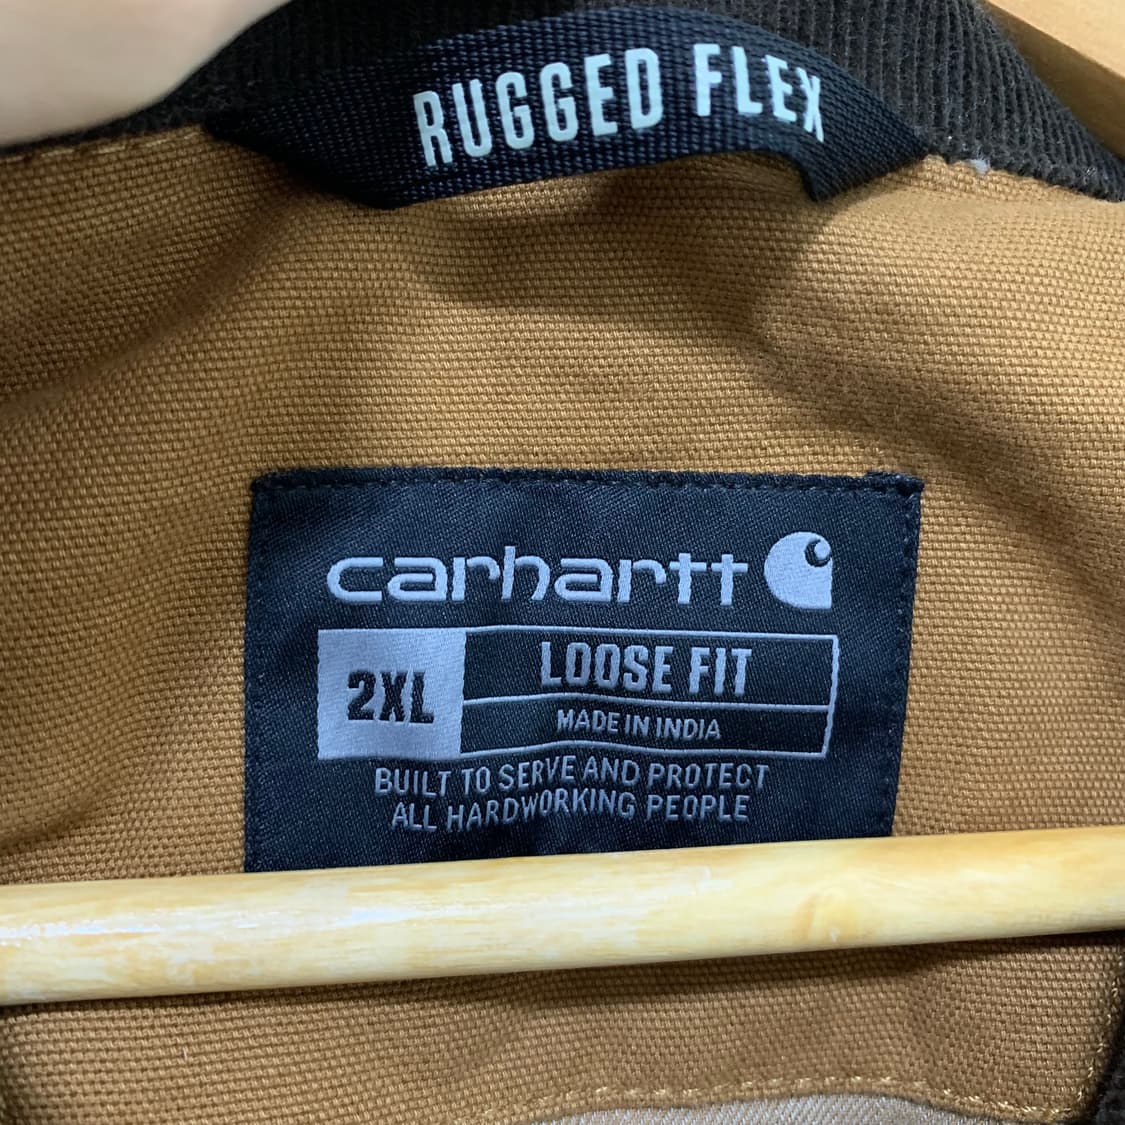 RUGGED FLEX
carhartt
2XL
LOOSE FIT
MADE IN INDIA
BUILT TO SERVE AND PROTECT
ALL HARDWORKING PEOPLE